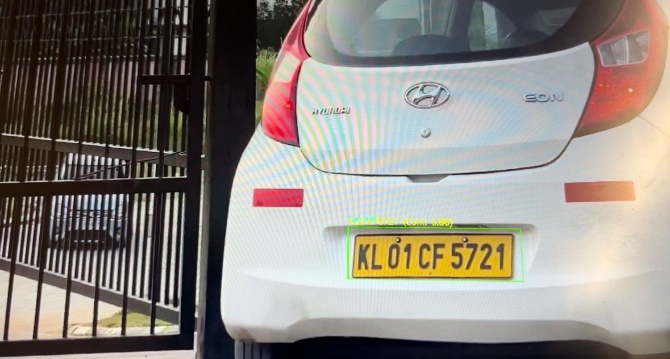 HYUNDAI
EON
KL 01 CF 5721